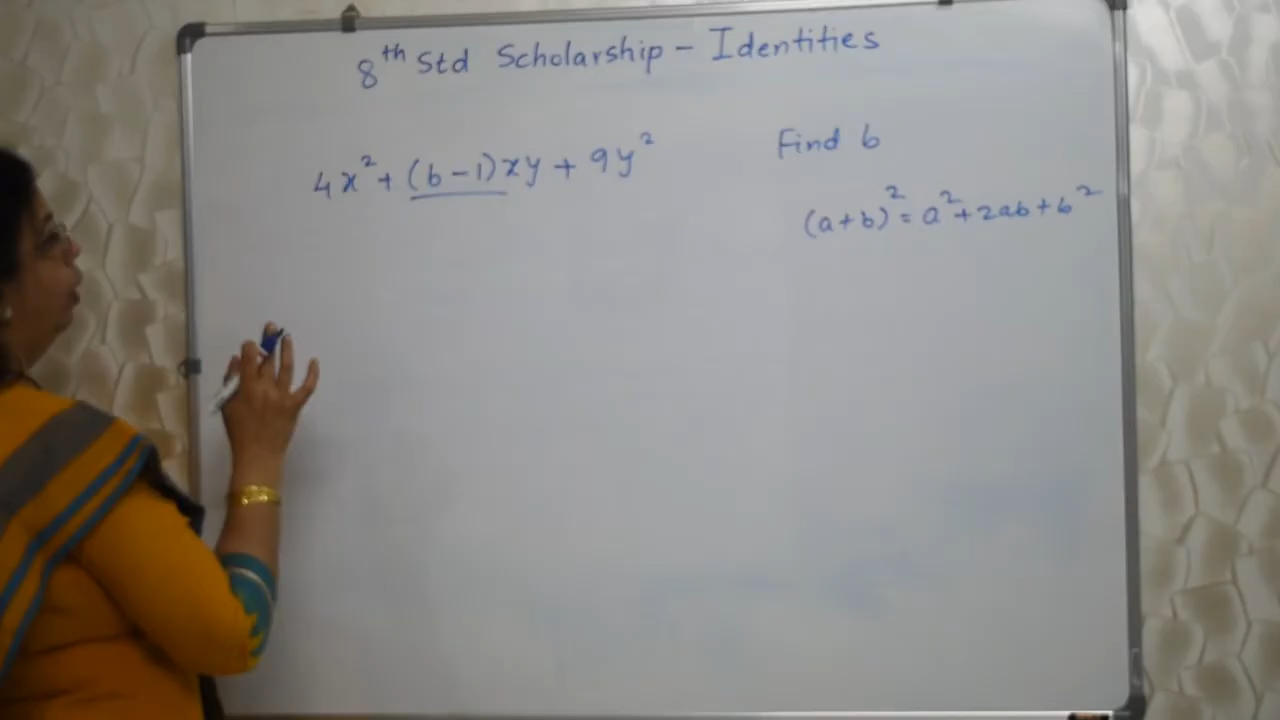 8th Std Scholarship - Identities
4x² + (b-1)xy + 9y²
Find b
(a+b)² = a²+2ab+b²